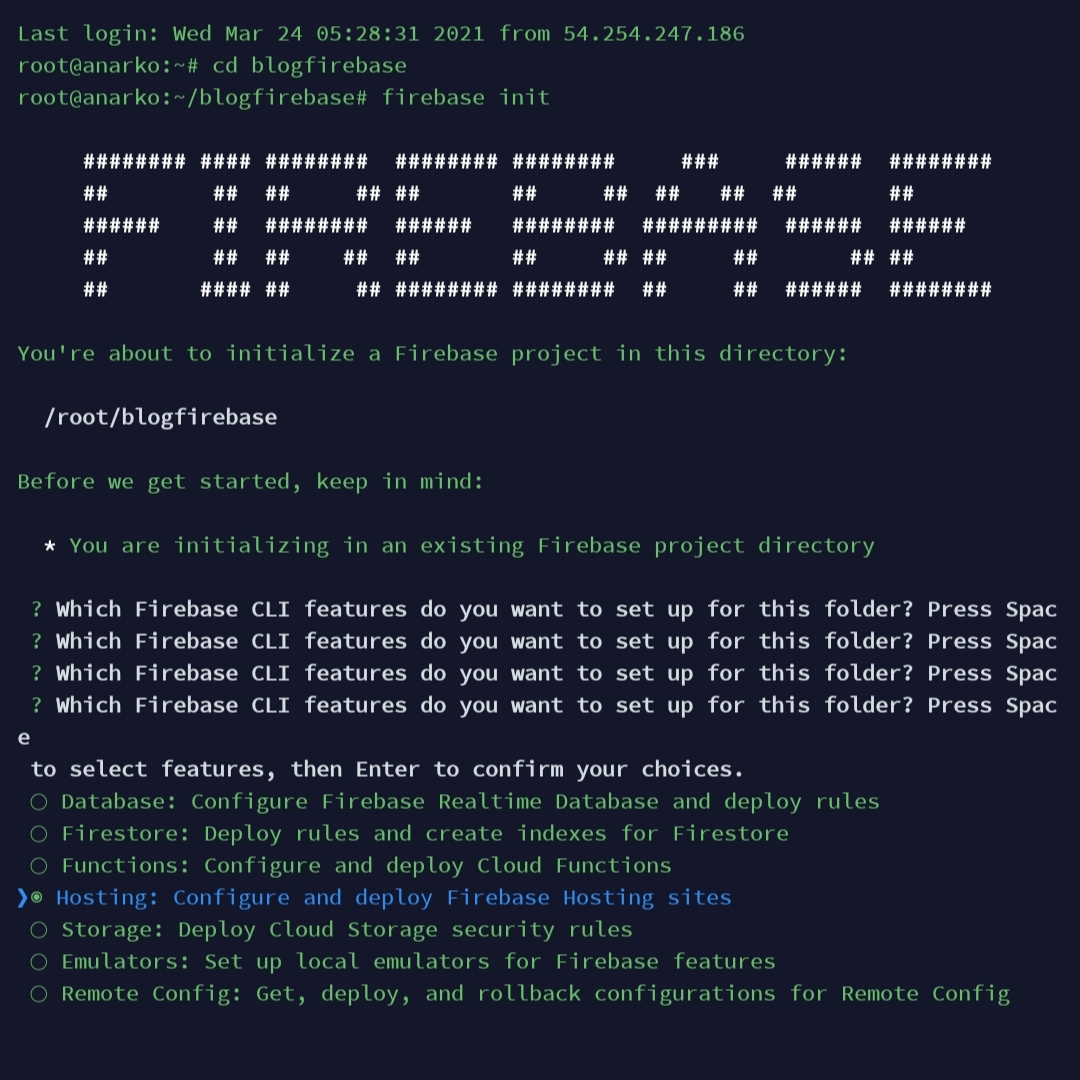 Last login: Wed Mar 24 05:28:31 2021 from 54.254.247.186
root@anarko:~# cd blogfirebase
root@anarko:~/blogfirebase# firebase init
     ######## #### ########  ######## ########     ###     ######  ########
     ##        ##  ##     ## ##       ##     ##  ##   ##  ##       ##
     ######    ##  ########  ######   ########  #########  ######  ######
     ##        ##  ##    ##  ##       ##     ## ##     ##       ## ##
     ##       #### ##     ## ######## ########  ##     ##  ######  ########
You're about to initialize a Firebase project in this directory:
  /root/blogfirebase
Before we get started, keep in mind:
  * You are initializing in an existing Firebase project directory
? Which Firebase CLI features do you want to set up for this folder? Press Spac
? Which Firebase CLI features do you want to set up for this folder? Press Spac
? Which Firebase CLI features do you want to set up for this folder? Press Spac
? Which Firebase CLI features do you want to set up for this folder? Press Spac
e
 to select features, then Enter to confirm your choices.
 ◯ Database: Configure Firebase Realtime Database and deploy rules
 ◯ Firestore: Deploy rules and create indexes for Firestore
 ◯ Functions: Configure and deploy Cloud Functions
❯◉ Hosting: Configure and deploy Firebase Hosting sites
 ◯ Storage: Deploy Cloud Storage security rules
 ◯ Emulators: Set up local emulators for Firebase features
 ◯ Remote Config: Get, deploy, and rollback configurations for Remote Config